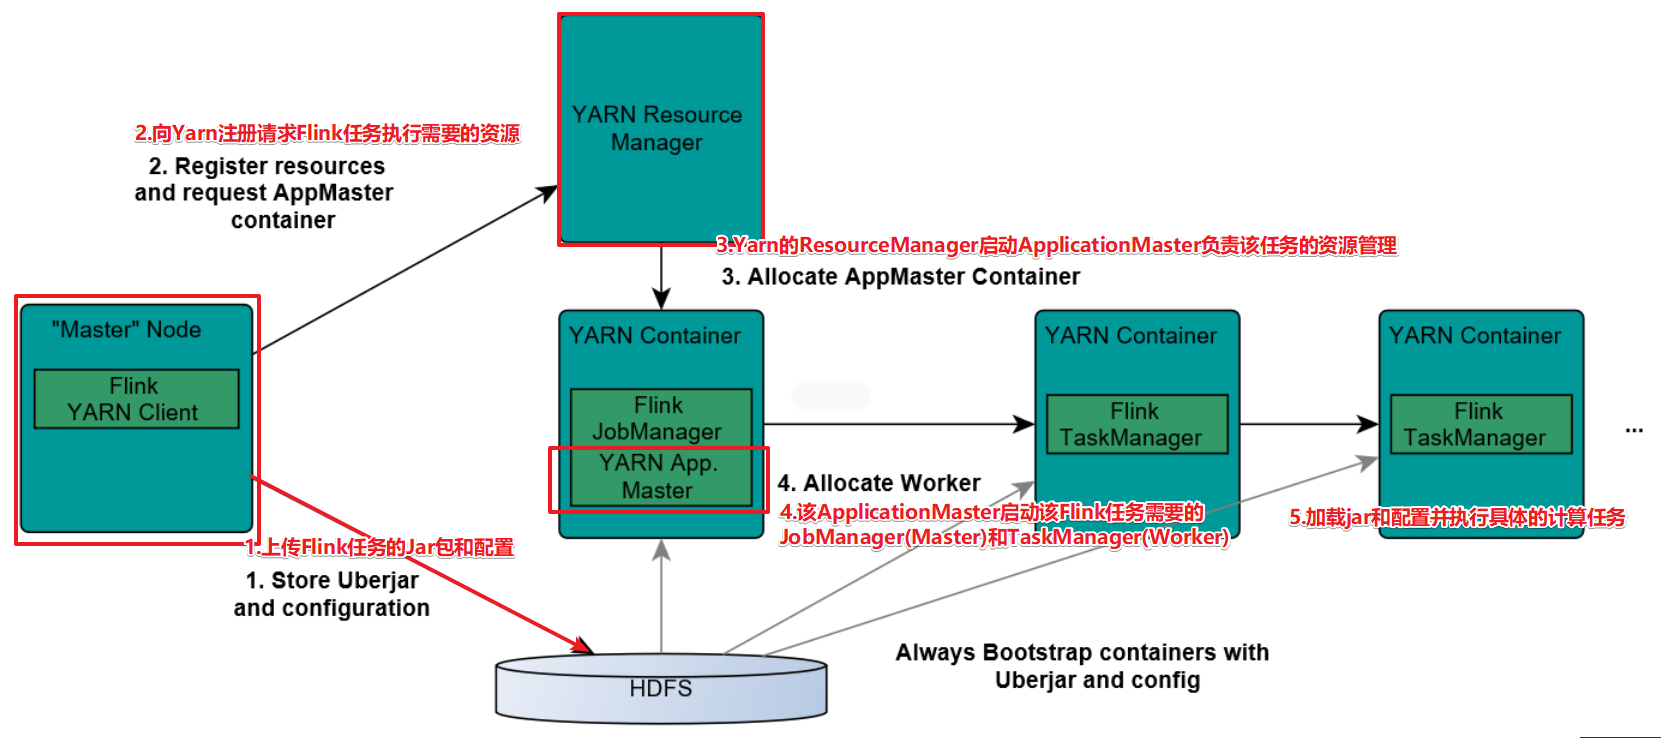 YARN Resource
Manager
2.向Yarn注册请求Flink任务执行需要的资源
2. Register resources
and request AppMaster
container
3.Yarn的ResourceManager启动ApplicationMaster负责该任务的资源管理
3. Allocate AppMaster Container
"Master" Node
Flink
YARN Client
YARN Container
Flink
JobManager
YARN App.
Master
YARN Container
Flink
TaskManager
YARN Container
Flink
TaskManager
...
4. Allocate Worker
4.该ApplicationMaster启动该Flink任务需要的
JobManager(Master)和TaskManager(Worker)
5.加载jar和配置并执行具体的计算任务
1.上传Flink任务的Jar包和配置
1. Store Uberjar
and configuration
Always Bootstrap containers with
Uberjar and config
HDFS